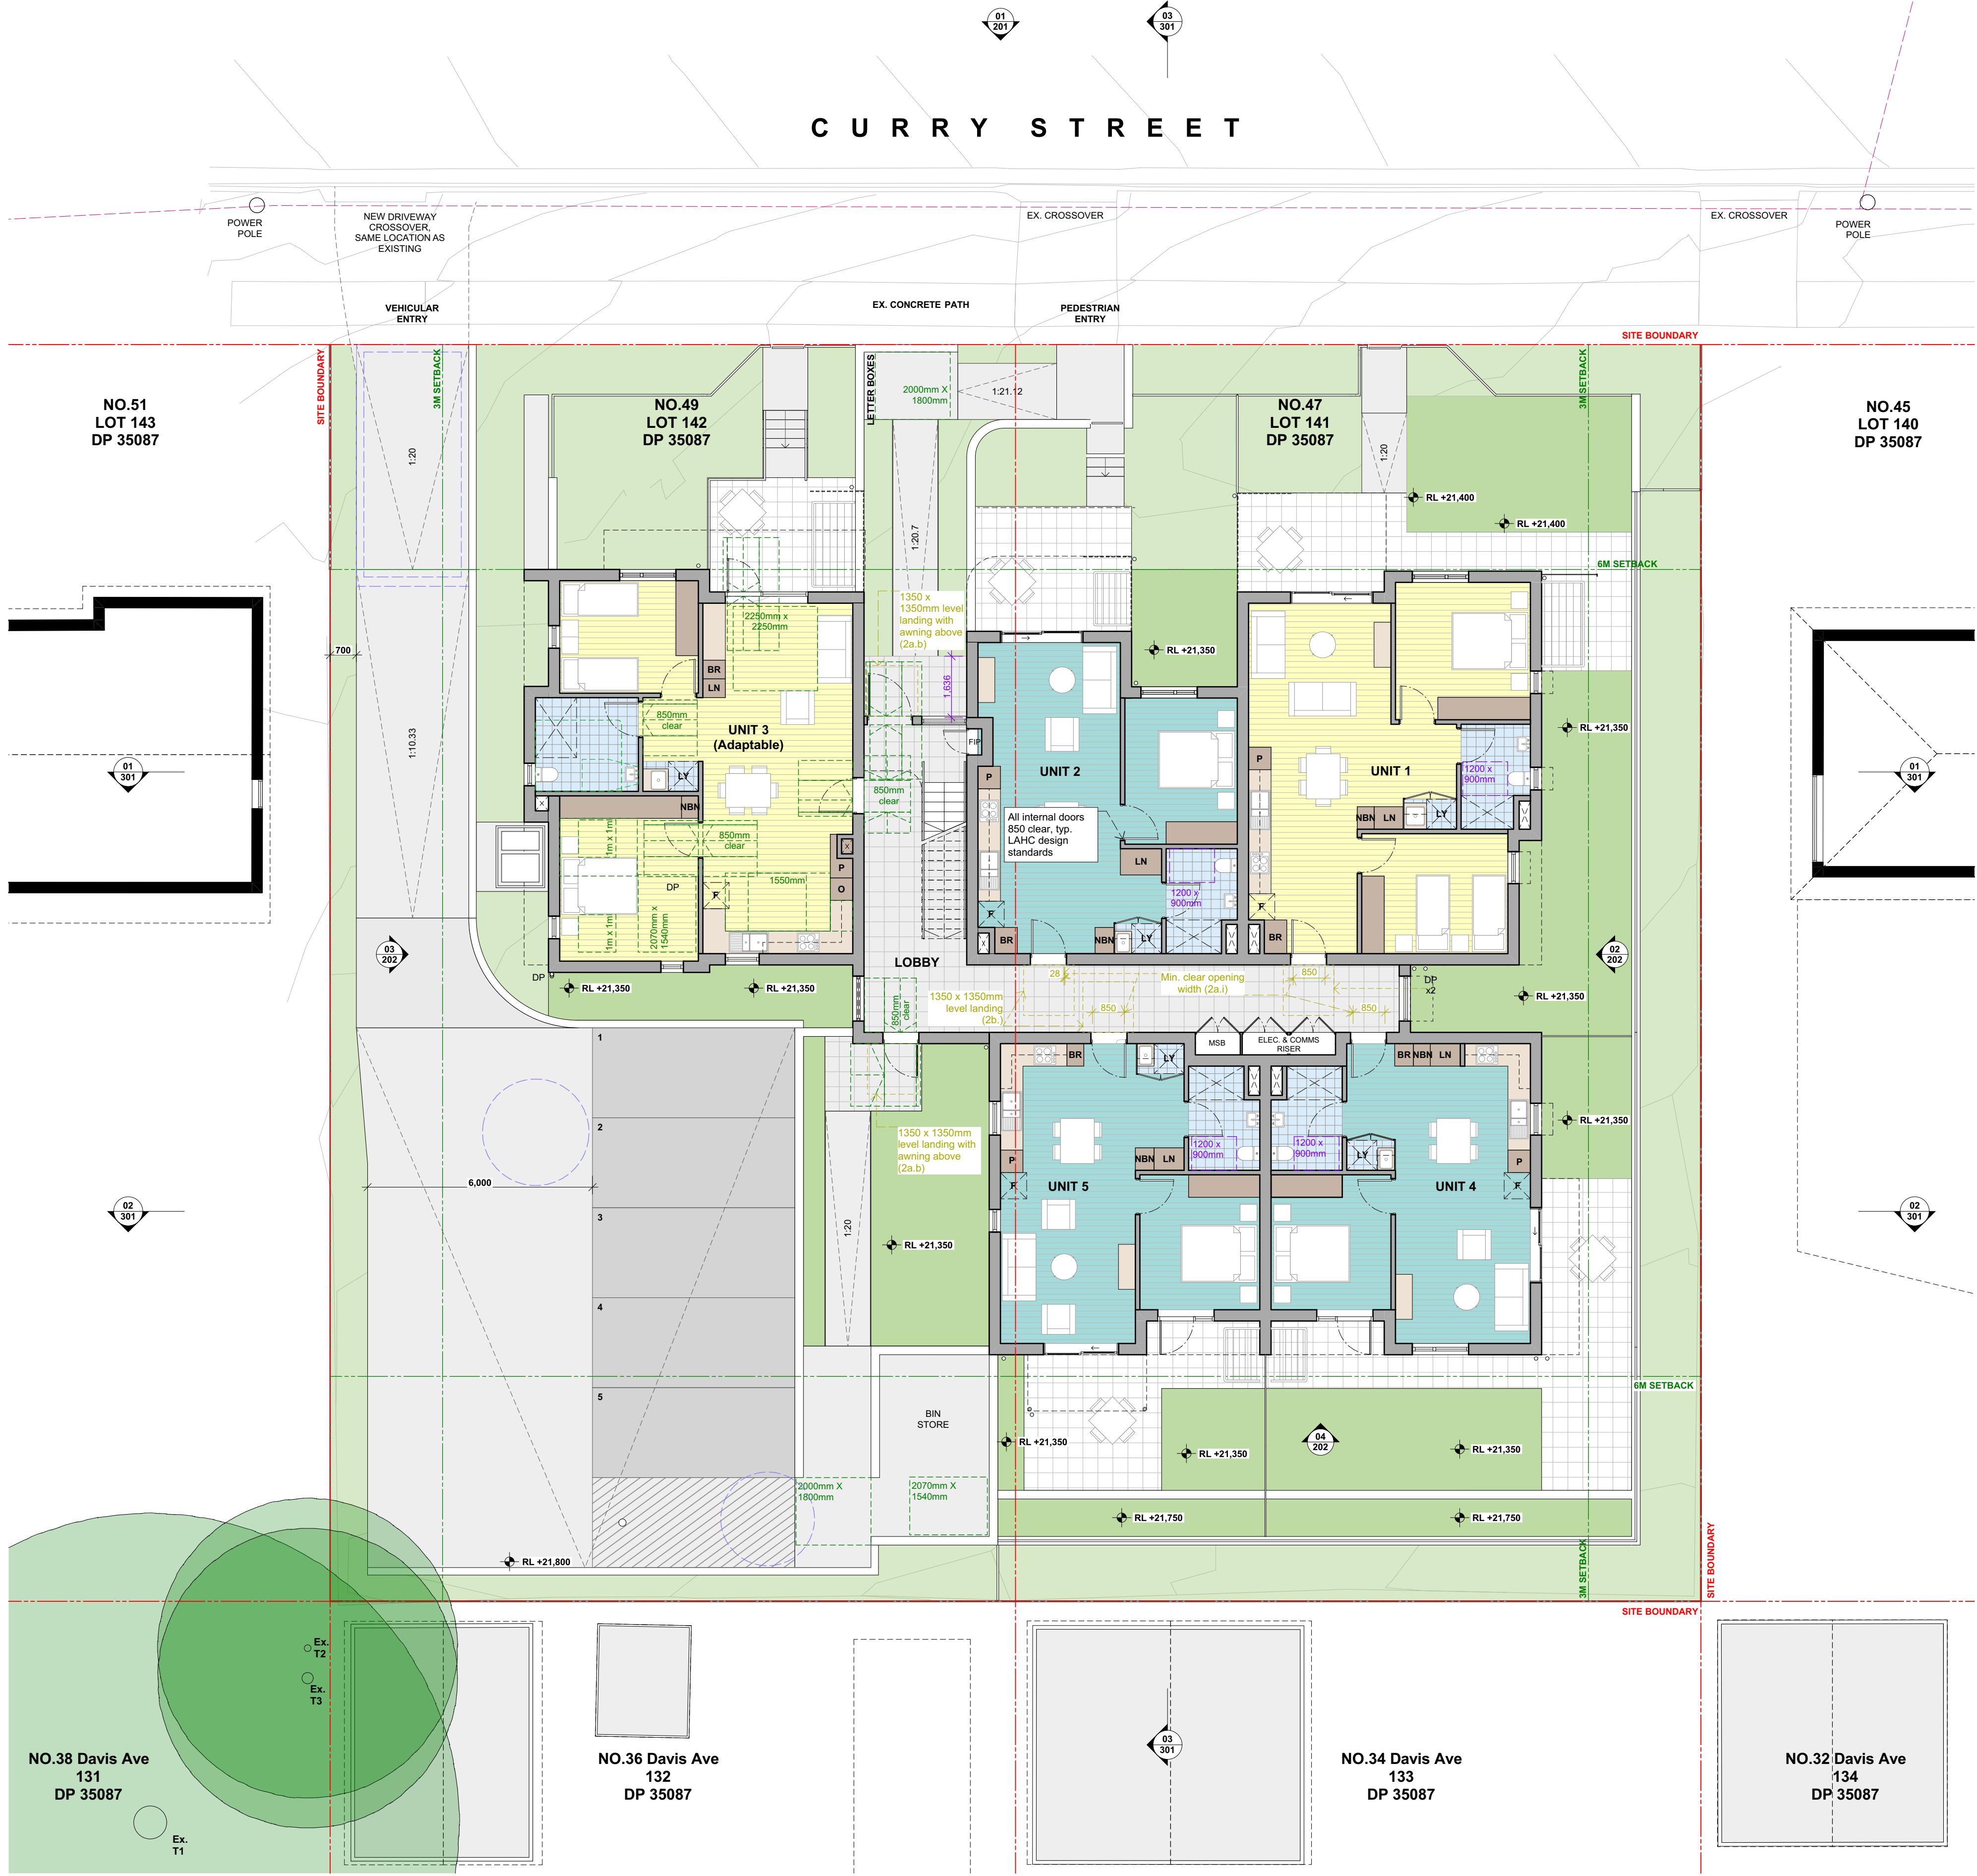 01
201
03
301
CURRY STREET
POWER
POLE
NEW DRIVEWAY
CROSSOVER,
SAME LOCATION AS
EXISTING
EX. CROSSOVER
EX. CROSSOVER
POWER
POLE
VEHICULAR
ENTRY
EX. CONCRETE PATH
PEDESTRIAN
ENTRY
SITE BOUNDARY
SITE BOUNDARY
3M SETBACK
LETTER BOXES
3M SETBACK
NO.51
LOT 143
DP 35087
NO.49
LOT 142
DP 35087
2000mm X
1800mm
1:21.12
NO.47
LOT 141
DP 35087
NO.45
LOT 140
DP 35087
1:20
1:20
RL +21,400
RL +21,400
1:20.7
6M SETBACK
1350 x
1350mm level
landing with
awning above
(2a.b)
2250mm x
2250mm
700
BR
LN
1,636
RL +21,350
850mm
clear
UNIT 3
(Adaptable)
RL +21,350
1:10.33
FIP
LY
UNIT 2
P
P
UNIT 1
1200 x
900mm
01
301
01
301
X
NBN
850mm
clear
All internal doors
850 clear, typ.
LAHC design
standards
NBN
LN
LY
1m x 1m
850mm
clear
X
P
O
LN
DP
1550mm
F
1200 x
900mm
F
F
1m x 1m
2070mm x
1540mm
X
BR
NBN
LY
BR
03
202
LOBBY
02
202
DP
RL +21,350
RL +21,350
28
Min. clear opening
width (2a.i)
850
DP
x2
RL +21,350
850mm
clear
1350 x 1350mm
level landing
(2b.)
850
850
MSB
ELEC. & COMMS
RISER
1
BR
LY
BR
NBN
LN
2
1350 x 1350mm
level landing with
awning above
(2a.b)
RL +21,350
P
NBN
LN
1200 x
900mm
1200 x
900mm
LY
P
6,000
F
UNIT 5
UNIT 4
F
02
301
02
301
3
1:20
RL +21,350
4
5
6M SETBACK
BIN
STORE
RL +21,350
RL +21,350
04
202
RL +21,350
2000mm X
1800mm
2070mm X
1540mm
RL +21,750
RL +21,750
RL +21,800
3M SETBACK
SITE BOUNDARY
SITE BOUNDARY
Ex.
T2
Ex.
T3
03
301
NO.38 Davis Ave
131
DP 35087
NO.36 Davis Ave
132
DP 35087
NO.34 Davis Ave
133
DP 35087
NO.32 Davis Ave
134
DP 35087
Ex.
T1